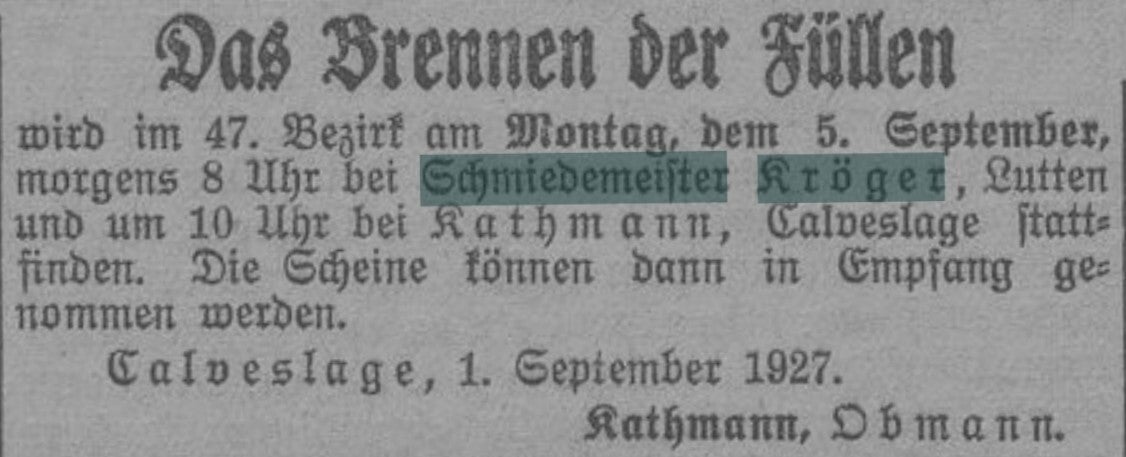 Das Brennen der Füllen
wird im 47. Bezirk am Montag, dem 5. September,
morgens 8 Uhr bei Schmiedemeister Kröger, Lutten
und um 10 Uhr bei Kathmann, Calveslage statt-
finden. Die Scheine können dann in Empfang ge-
nommen werden.
Calveslage, 1. September 1927.
Kathmann, Obmann.